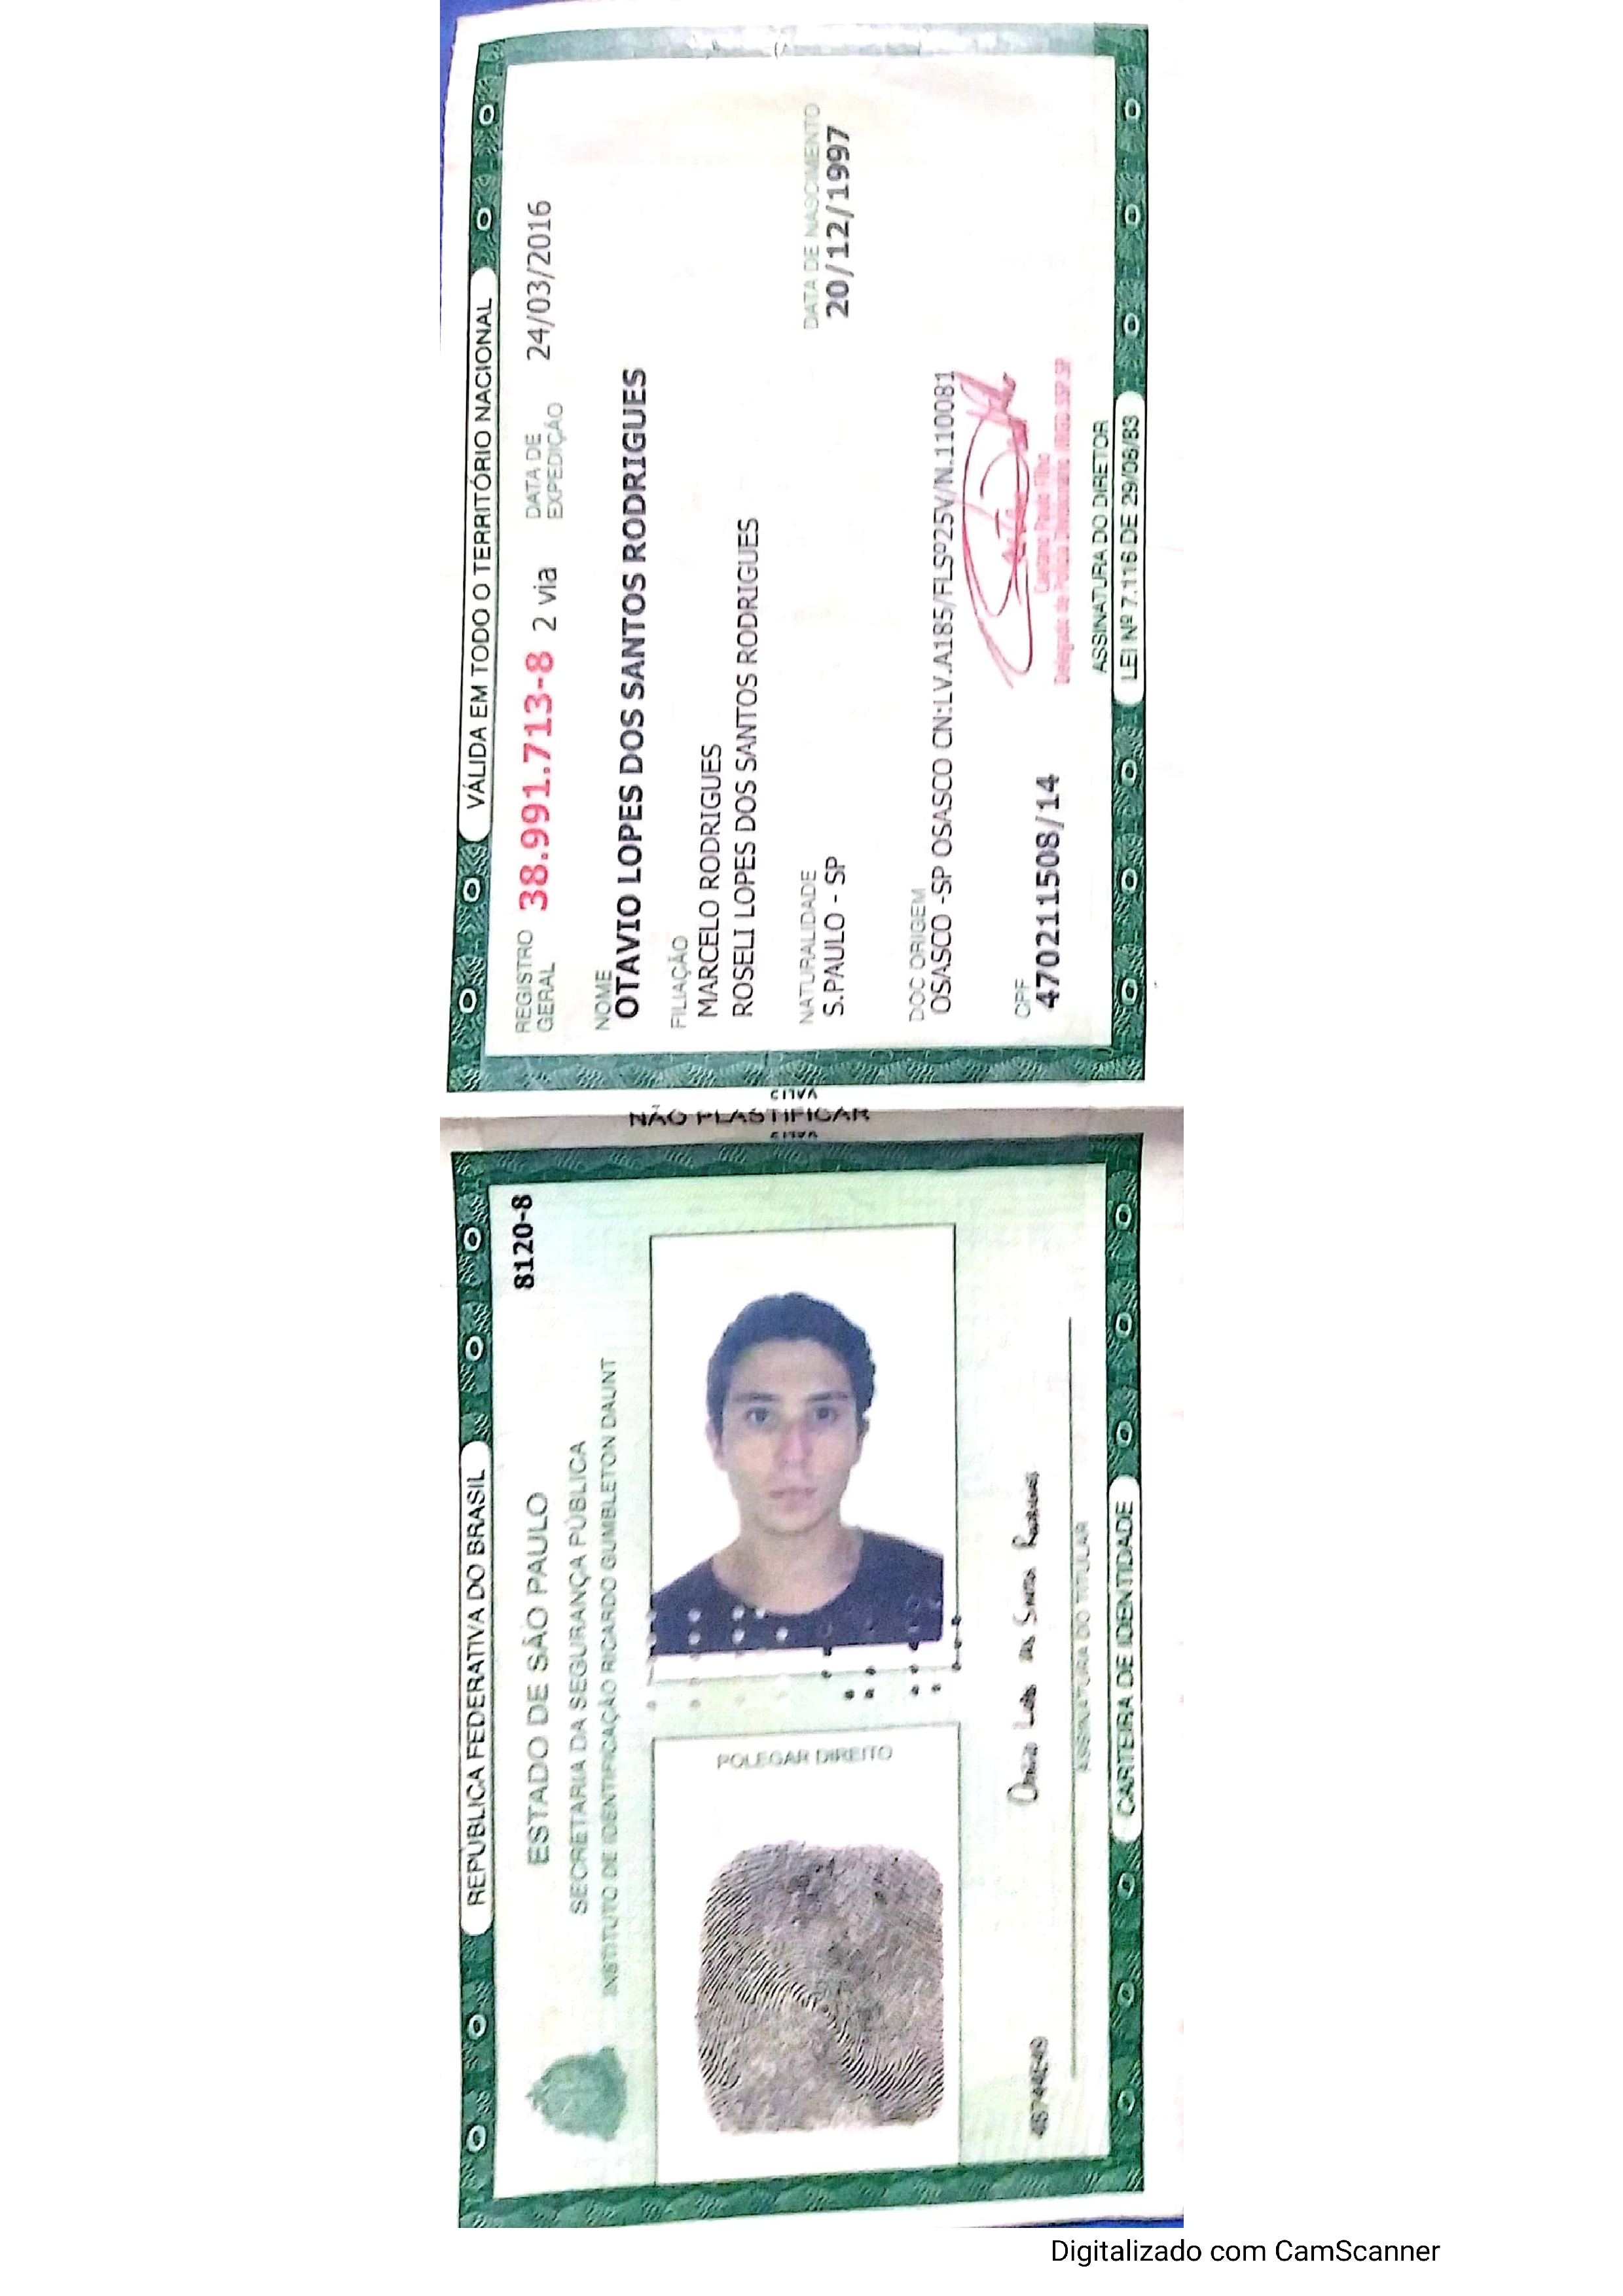 REPÚBLICA FEDERATIVA DO BRASIL
8120-8
ESTADO DE SÃO PAULO
SECRETARIA DA SEGURANÇA PÚBLICA
INSTITUTO DE IDENTIFICAÇÃO RICARDO GUMBLETON DAUNT
POLEGAR DIREITO
Otavio Lopes dos Santos Rodrigues
ASSINATURA DO TITULAR
CARTEIRA DE IDENTIDADE
NÃO PLASTIFICAR
VÁLIDA EM TODO O TERRITÓRIO NACIONAL
REGISTRO GERAL 38.991.713-8 2 via DATA DE EXPEDIÇÃO 24/03/2016
NOME
OTAVIO LOPES DOS SANTOS RODRIGUES
FILIAÇÃO
MARCELO RODRIGUES
ROSELI LOPES DOS SANTOS RODRIGUES
NATURALIDADE DATA DE NASCIMENTO
S.PAULO - SP 20/12/1997
DOC ORIGEM
OSASCO -SP OSASCO CN:LV.A185/FLSº25V/N.110081
CPF
470211508/14
Caetano Paulo Filho
Delegado de Polícia Divisionário IIRGD.SSP.SP
ASSINATURA DO DIRETOR
LEI Nº 7.116 DE 29/08/83
Digitalizado com CamScanner